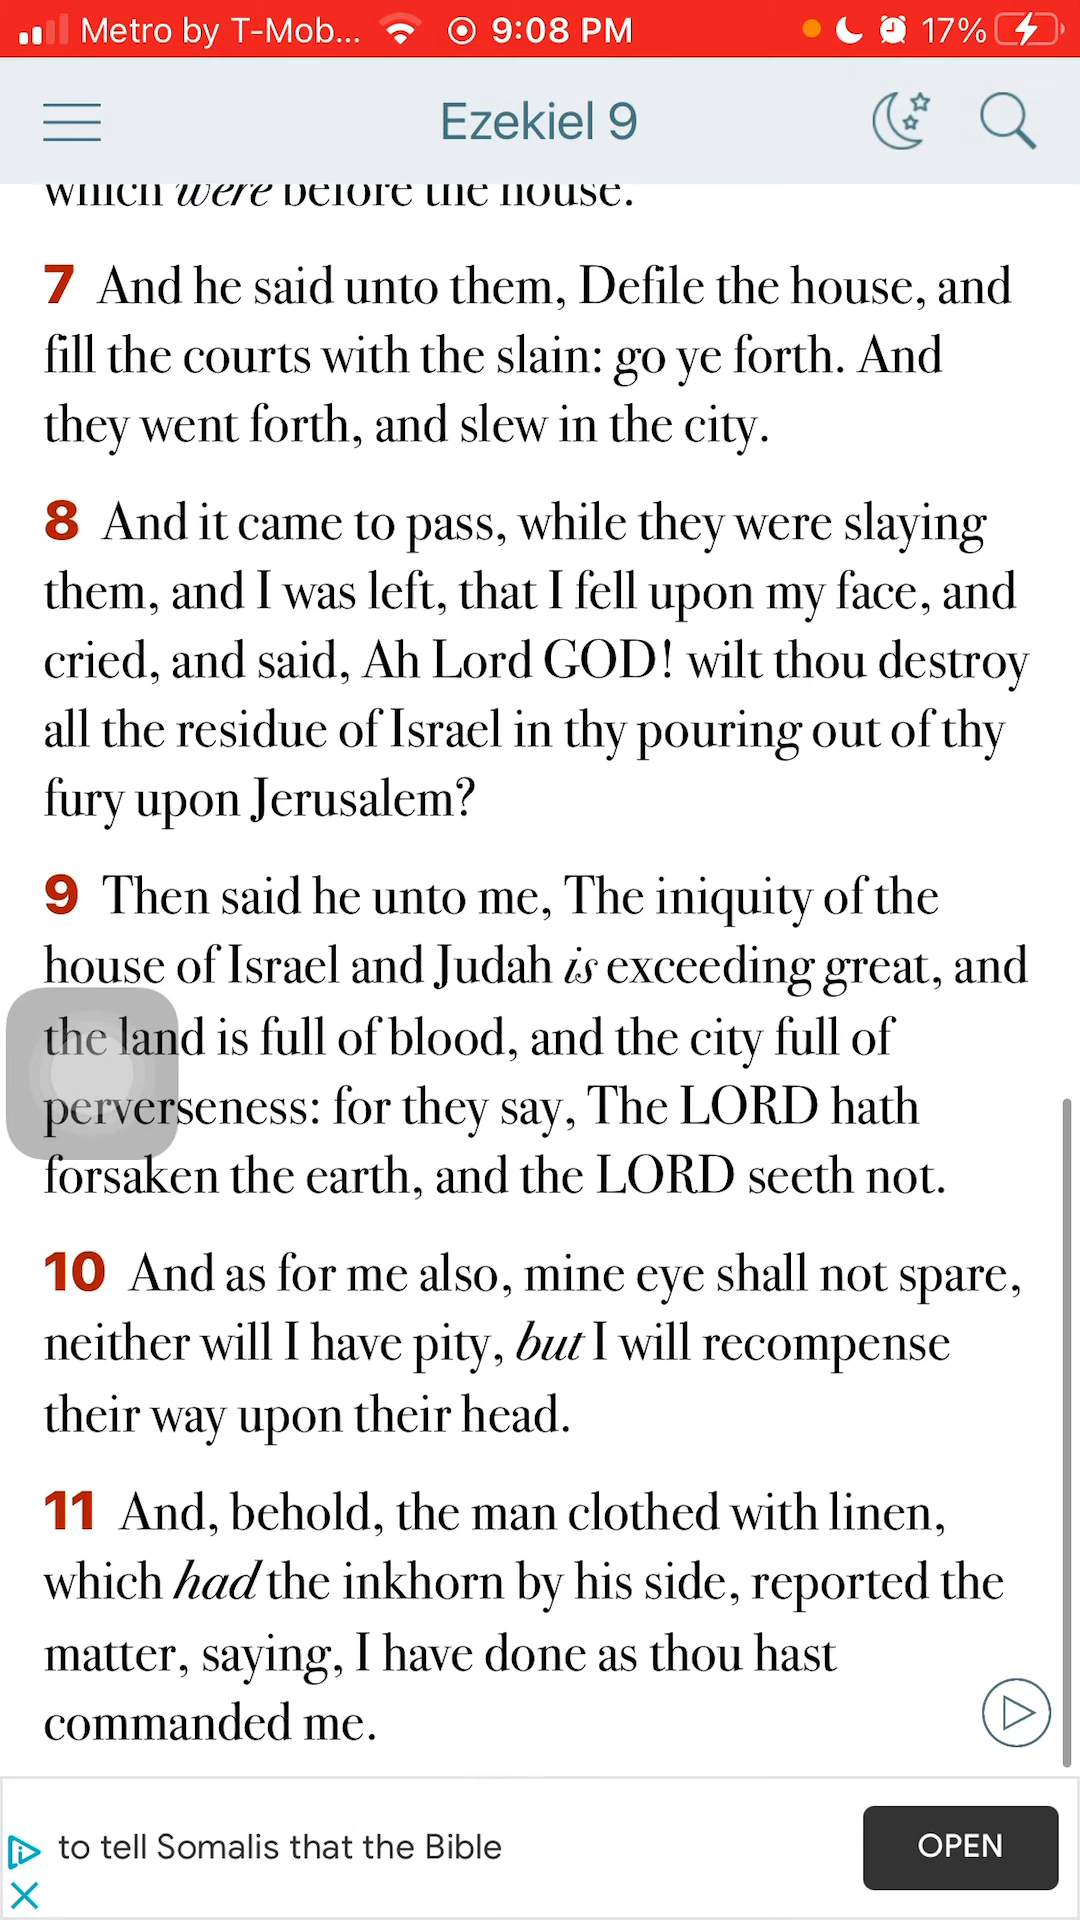 Metro by T-Mob... 9:08 PM 17%
Ezekiel 9
which were before the house.
7 And he said unto them, Defile the house, and
fill the courts with the slain: go ye forth. And
they went forth, and slew in the city.
8 And it came to pass, while they were slaying
them, and I was left, that I fell upon my face, and
cried, and said, Ah Lord GOD! wilt thou destroy
all the residue of Israel in thy pouring out of thy
fury upon Jerusalem?
9 Then said he unto me, The iniquity of the
house of Israel and Judah is exceeding great, and
the land is full of blood, and the city full of
perverseness: for they say, The LORD hath
forsaken the earth, and the LORD seeth not.
10 And as for me also, mine eye shall not spare,
neither will I have pity, but I will recompense
their way upon their head.
11 And, behold, the man clothed with linen,
which had the inkhorn by his side, reported the
matter, saying, I have done as thou hast
commanded me.
to tell Somalis that the Bible
OPEN